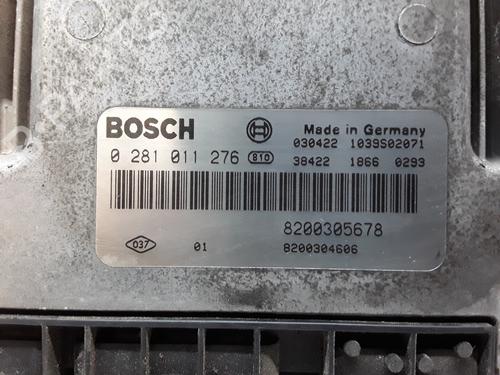 BOSCH
Made in Germany
030422 1039S02071
0 281 011 276 810
38422 1866 0293
8200305678
037 01 8200304606